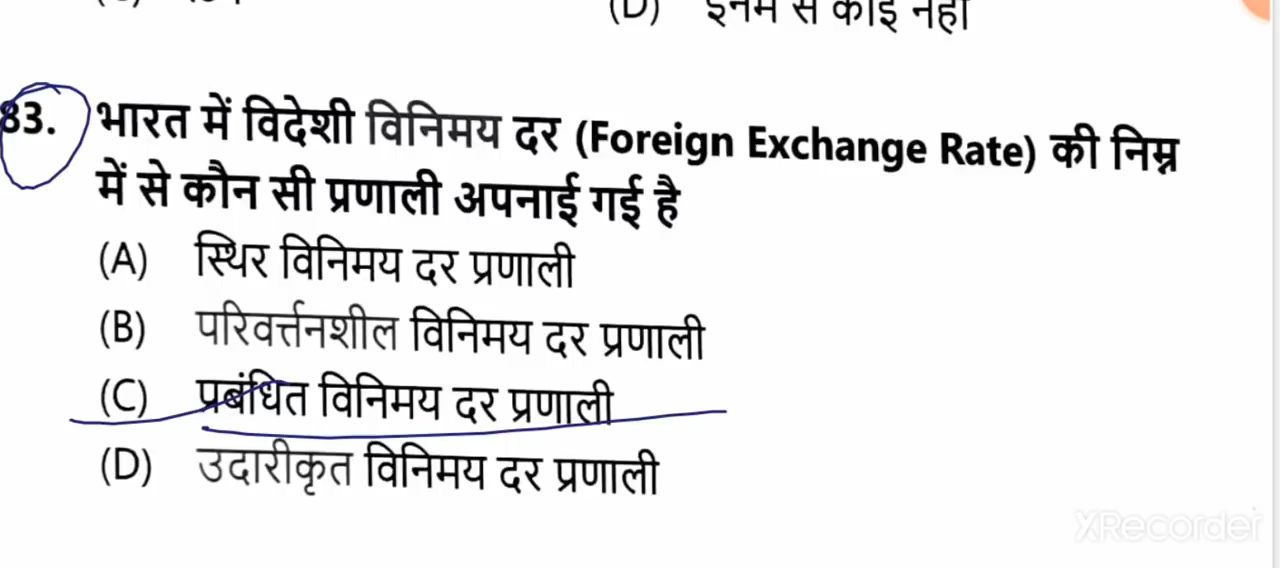 (D) इनमें से कोई नहीं
83. भारत में विदेशी विनिमय दर (Foreign Exchange Rate) की निम्न
में से कौन सी प्रणाली अपनाई गई है
(A) स्थिर विनिमय दर प्रणाली
(B) परिवर्त्तनशील विनिमय दर प्रणाली
(C) प्रबंधित विनिमय दर प्रणाली
(D) उदारीकृत विनिमय दर प्रणाली
XRecorder